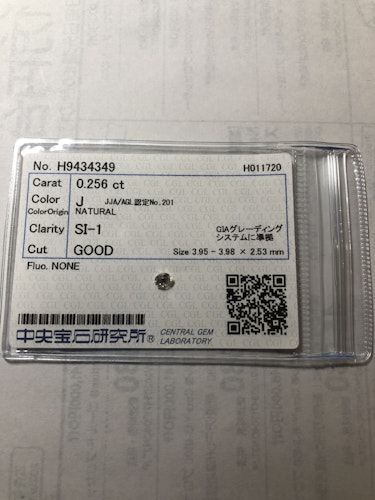 No. H9434349 H011720
Carat 0.256 ct
Color J JJA/AGL認定No.201
ColorOrigin NATURAL
Clarity SI-1 GIAグレーディング
システムに準拠
Cut GOOD Size 3.95 - 3.98 × 2.53 mm
Fluo. NONE
中央宝石研究所® CENTRAL GEM
LABORATORY